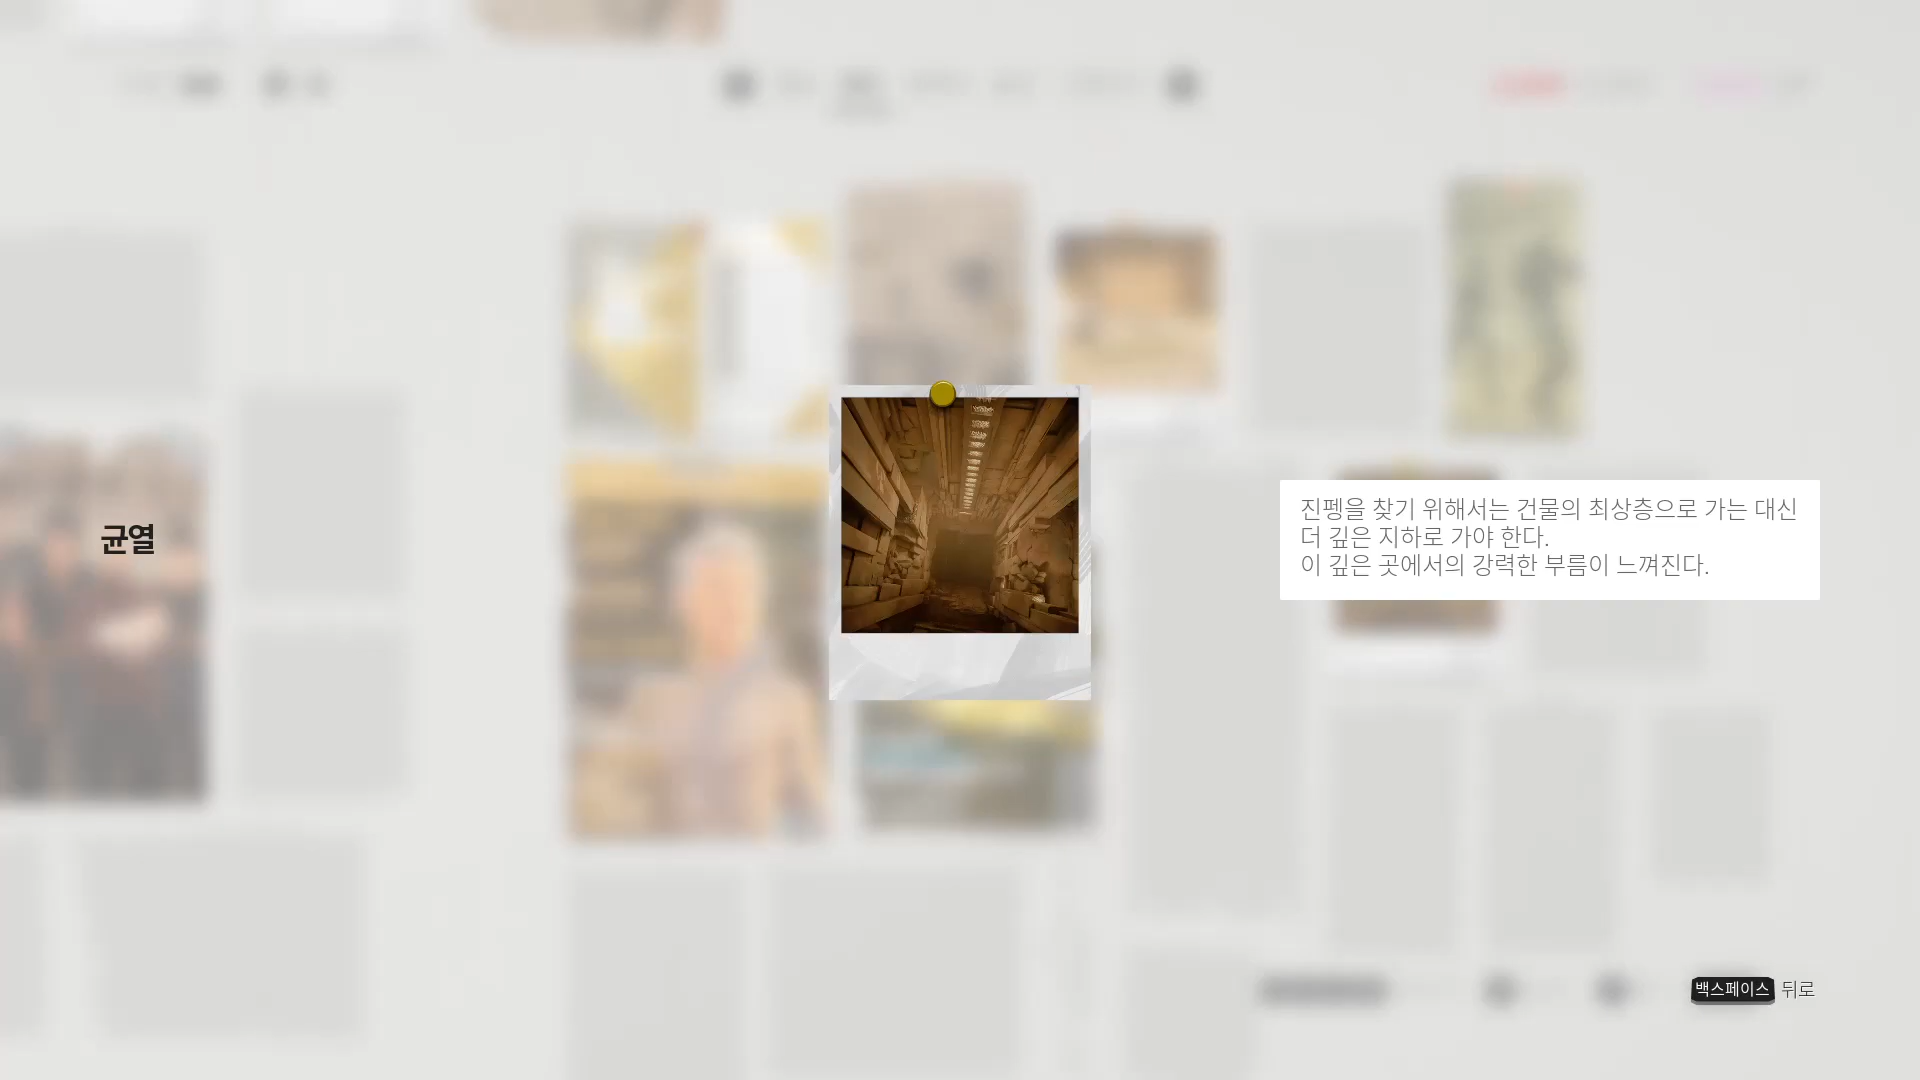 균열
진펭을 찾기 위해서는 건물의 최상층으로 가는 대신
더 깊은 지하로 가야 한다.
이 깊은 곳에서의 강력한 부름이 느껴진다.
백스페이스 뒤로